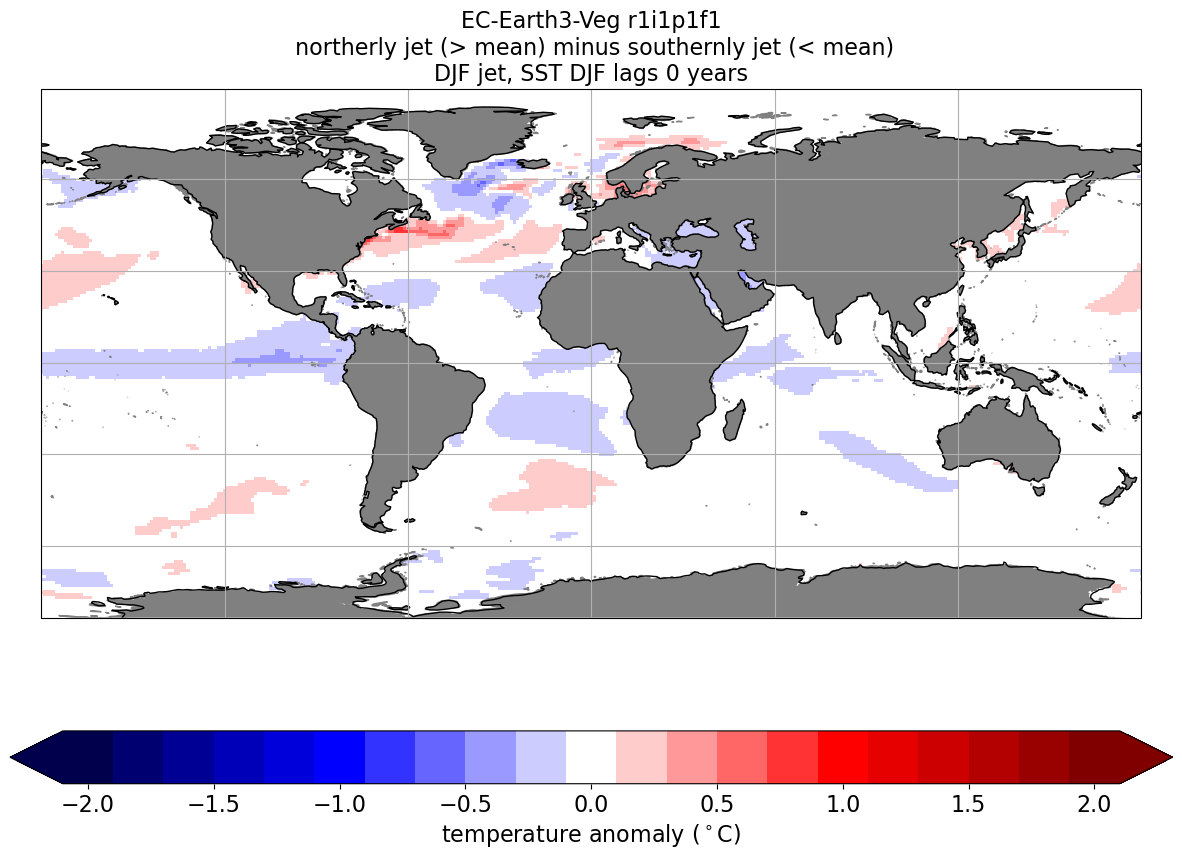 EC-Earth3-Veg r1i1p1f1
northerly jet (> mean) minus southernly jet (< mean)
DJF jet, SST DJF lags 0 years
−2.0 −1.5 −1.0 −0.5 0.0 0.5 1.0 1.5 2.0
temperature anomaly (°C)